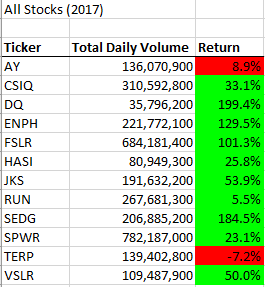 All Stocks (2017)
Ticker Total Daily Volume Return
AY 136,070,900 8.9%
CSIQ 310,592,800 33.1%
DQ 35,796,200 199.4%
ENPH 221,772,100 129.5%
FSLR 684,181,400 101.3%
HASI 80,949,300 25.8%
JKS 191,632,200 53.9%
RUN 267,681,300 5.5%
SEDG 206,885,200 184.5%
SPWR 782,187,000 23.1%
TERP 139,402,800 -7.2%
VSLR 109,487,900 50.0%